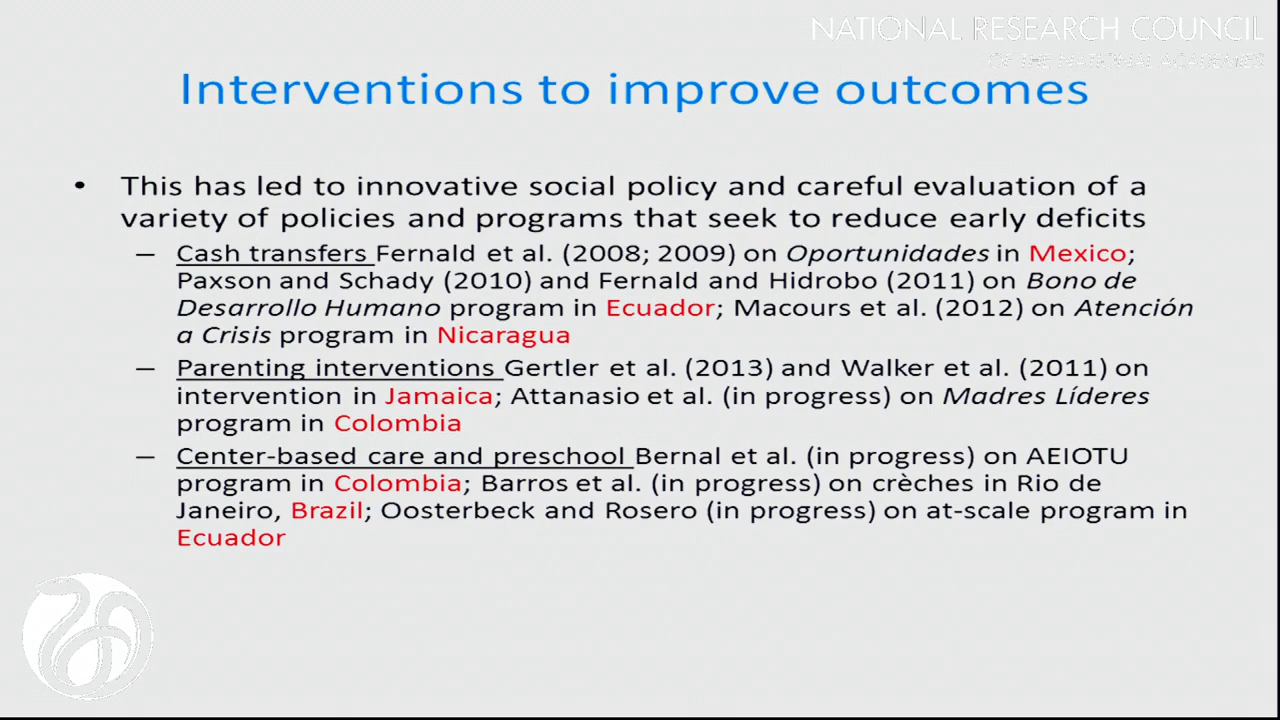 NATIONAL RESEARCH COUNCIL
OF THE NATIONAL ACADEMIES
Interventions to improve outcomes
• This has led to innovative social policy and careful evaluation of a
variety of policies and programs that seek to reduce early deficits
– Cash transfers Fernald et al. (2008; 2009) on Oportunidades in Mexico;
Paxson and Schady (2010) and Fernald and Hidrobo (2011) on Bono de
Desarrollo Humano program in Ecuador; Macours et al. (2012) on Atención
a Crisis program in Nicaragua
– Parenting interventions Gertler et al. (2013) and Walker et al. (2011) on
intervention in Jamaica; Attanasio et al. (in progress) on Madres Líderes
program in Colombia
– Center-based care and preschool Bernal et al. (in progress) on AEIOTU
program in Colombia; Barros et al. (in progress) on crèches in Rio de
Janeiro, Brazil; Oosterbeck and Rosero (in progress) on at-scale program in
Ecuador